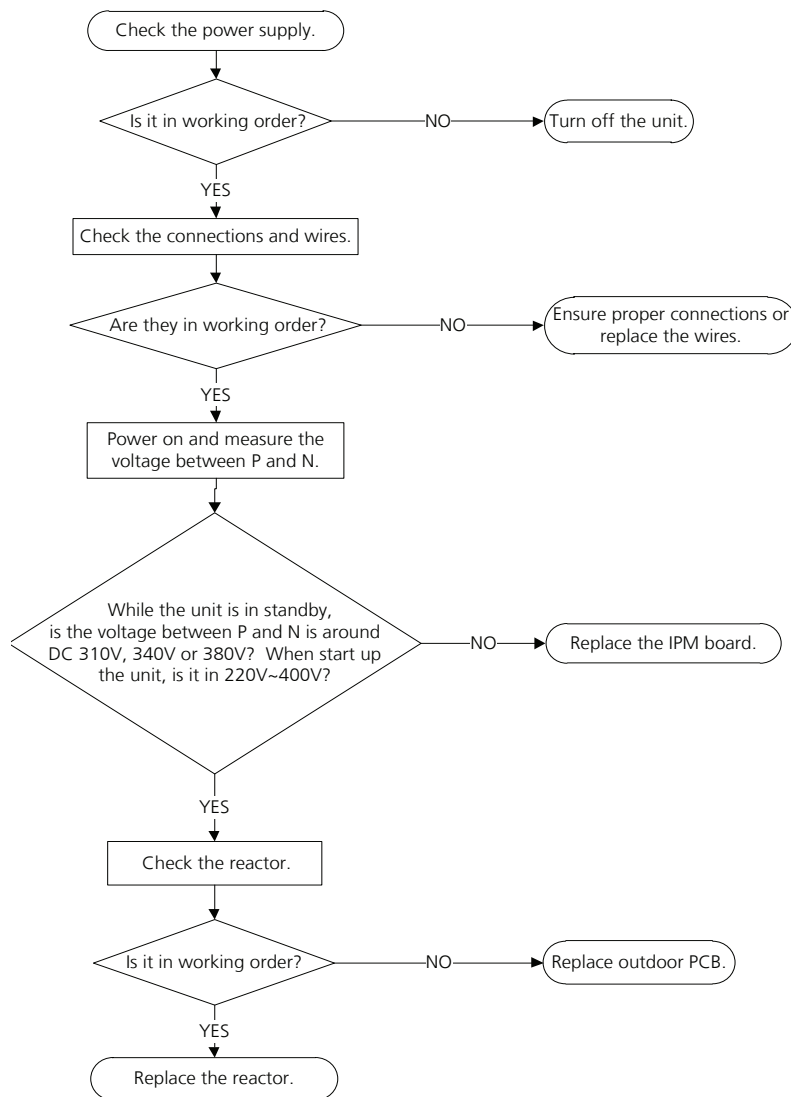 Check the power supply.
Is it in working order?
NO
Turn off the unit.
YES
Check the connections and wires.
Are they in working order?
NO
Ensure proper connections or
replace the wires.
YES
Power on and measure the
voltage between P and N.
While the unit is in standby,
is the voltage between P and N is around
DC 310V, 340V or 380V? When start up
the unit, is it in 220V~400V?
NO
Replace the IPM board.
YES
Check the reactor.
Is it in working order?
NO
Replace outdoor PCB.
YES
Replace the reactor.